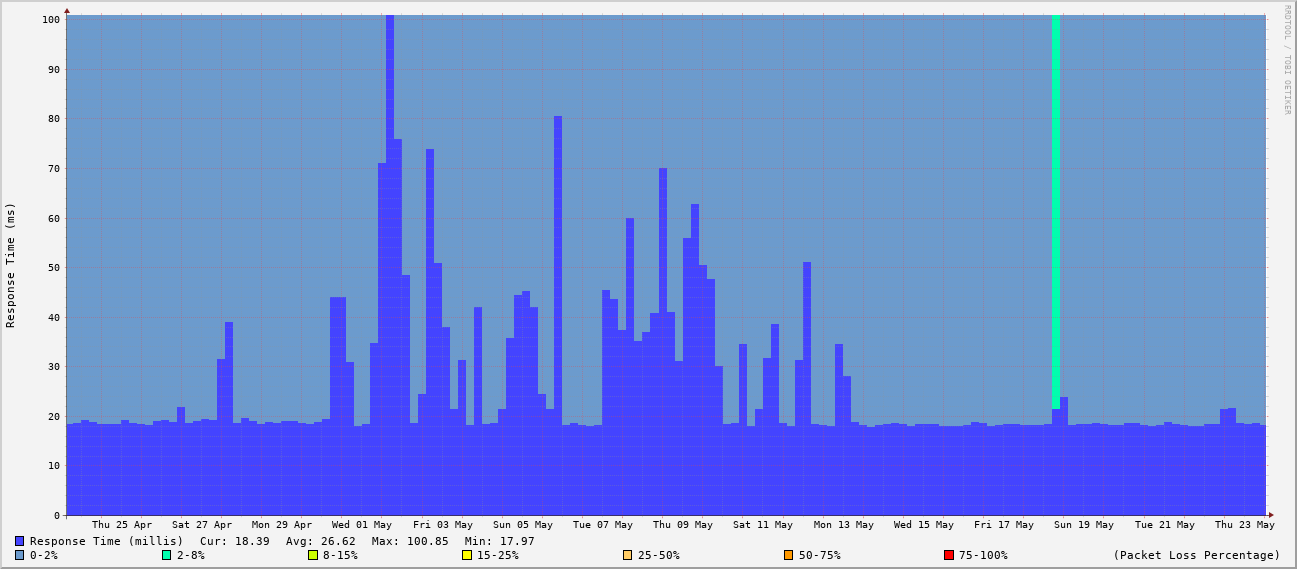 100
90
80
70
60
50
40
30
20
10
0
Response Time (ms)
RRDTOOL / TOBI OETIKER
Thu 25 Apr Sat 27 Apr Mon 29 Apr Wed 01 May Fri 03 May Sun 05 May Tue 07 May Thu 09 May Sat 11 May Mon 13 May Wed 15 May Fri 17 May Sun 19 May Tue 21 May Thu 23 May
Response Time (millis) Cur: 18.39 Avg: 26.62 Max: 100.85 Min: 17.97
0-2% 2-8% 8-15% 15-25% 25-50% 50-75% 75-100% (Packet Loss Percentage)